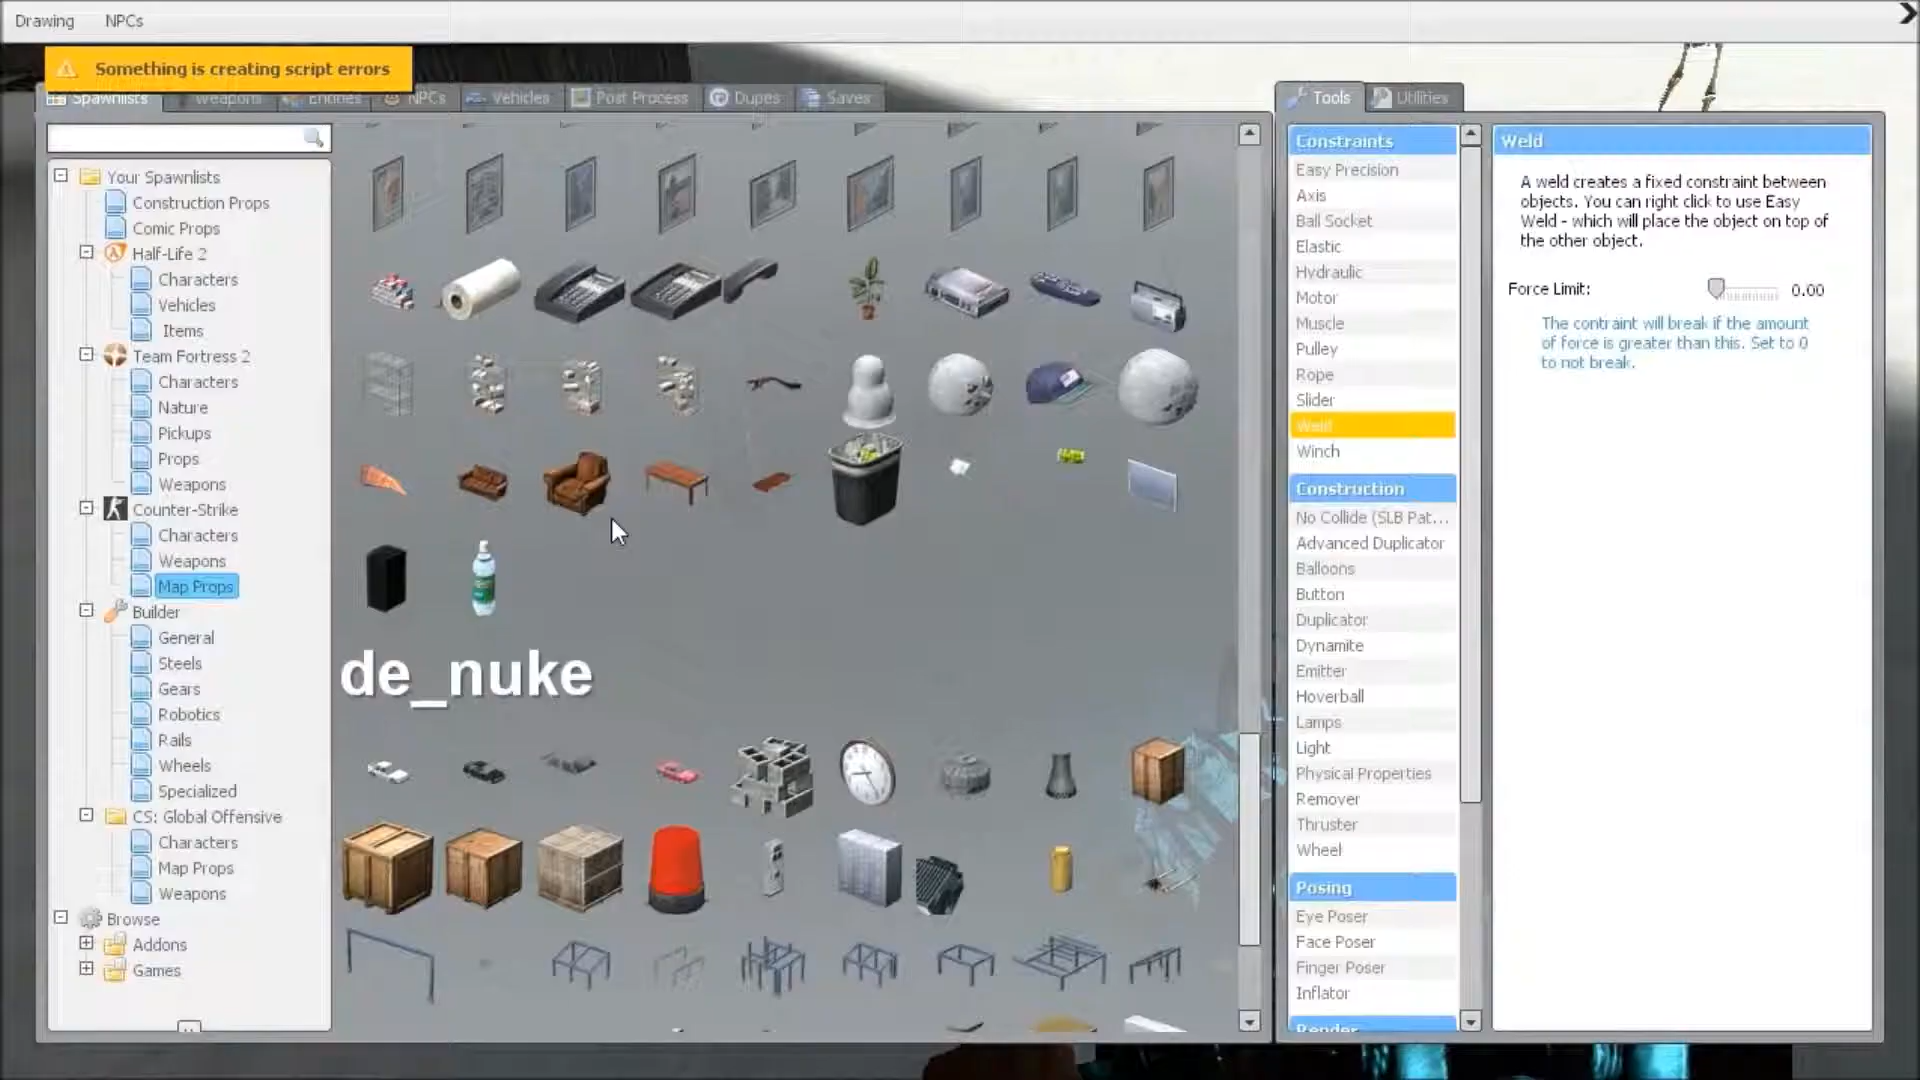 Drawing NPCs
Something is creating script errors
Spawnlists Weapons Entities NPCs Vehicles Post Process Dupes Saves
Your Spawnlists
Construction Props
Comic Props
Half-Life 2
Characters
Vehicles
Items
Team Fortress 2
Characters
Nature
Pickups
Props
Weapons
Counter-Strike
Characters
Weapons
Map Props
Builder
General
Steels
Gears
Robotics
Rails
Wheels
Specialized
CS: Global Offensive
Characters
Map Props
Weapons
Browse
Addons
Games
de_nuke
Tools Utilities
Constraints
Easy Precision
Axis
Ball Socket
Elastic
Hydraulic
Motor
Muscle
Pulley
Rope
Slider
Weld
Winch
Construction
No Collide (SLB Pat...
Advanced Duplicator
Balloons
Button
Duplicator
Dynamite
Emitter
Hoverball
Lamps
Light
Physical Properties
Remover
Thruster
Wheel
Posing
Eye Poser
Face Poser
Finger Poser
Inflator
Render
Weld
A weld creates a fixed constraint between
objects. You can right click to use Easy
Weld - which will place the object on top of
the other object.
Force Limit: 0.00
The contraint will break if the amount
of force is greater than this. Set to 0
to not break.